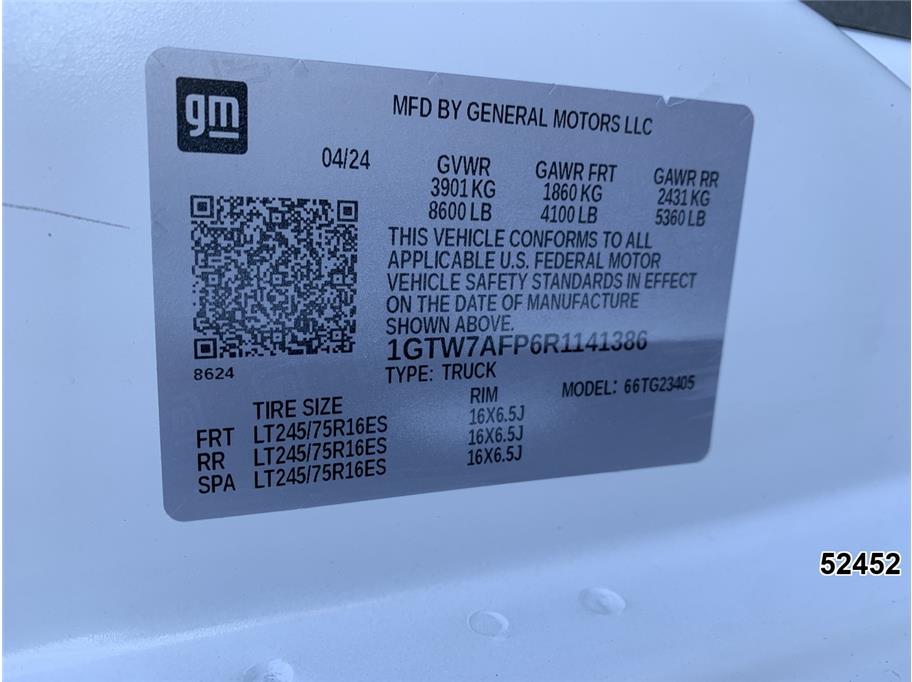 gm
MFD BY GENERAL MOTORS LLC
04/24
GVWR GAWR FRT GAWR RR
3901 KG 1860 KG 2431 KG
8600 LB 4100 LB 5360 LB
THIS VEHICLE CONFORMS TO ALL
APPLICABLE U.S. FEDERAL MOTOR
VEHICLE SAFETY STANDARDS IN EFFECT
ON THE DATE OF MANUFACTURE
SHOWN ABOVE.
1GTW7AFP6R1141386
8624
TYPE: TRUCK MODEL: 66TG23405
TIRE SIZE RIM
FRT LT245/75R16ES 16X6.5J
RR LT245/75R16ES 16X6.5J
SPA LT245/75R16ES 16X6.5J
52452